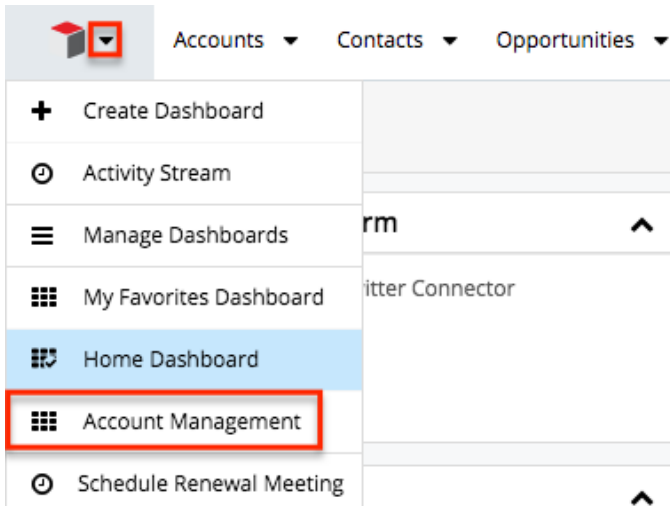 Accounts Contacts Opportunities
Create Dashboard
Activity Stream
Manage Dashboards
rm
My Favorites Dashboard
itter Connector
Home Dashboard
Account Management
Schedule Renewal Meeting